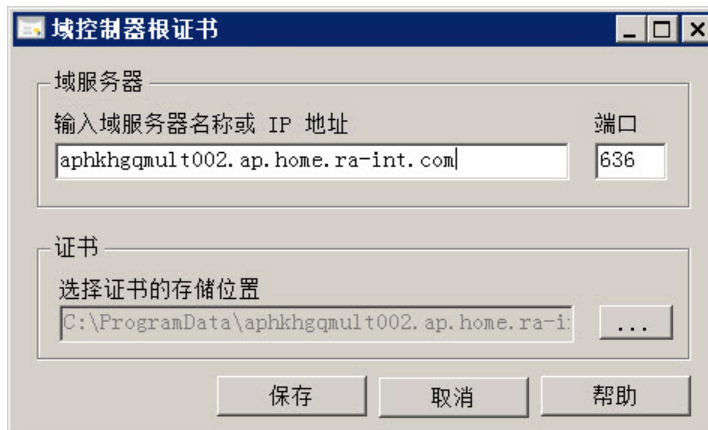 域控制器根证书
域服务器
输入域服务器名称或 IP 地址
端口
aphkhgqmult002.ap.home.ra-int.com
636
证书
选择证书的存储位置
C:\ProgramData\aphkhgqmult002.ap.home.ra-i
...
保存
取消
帮助